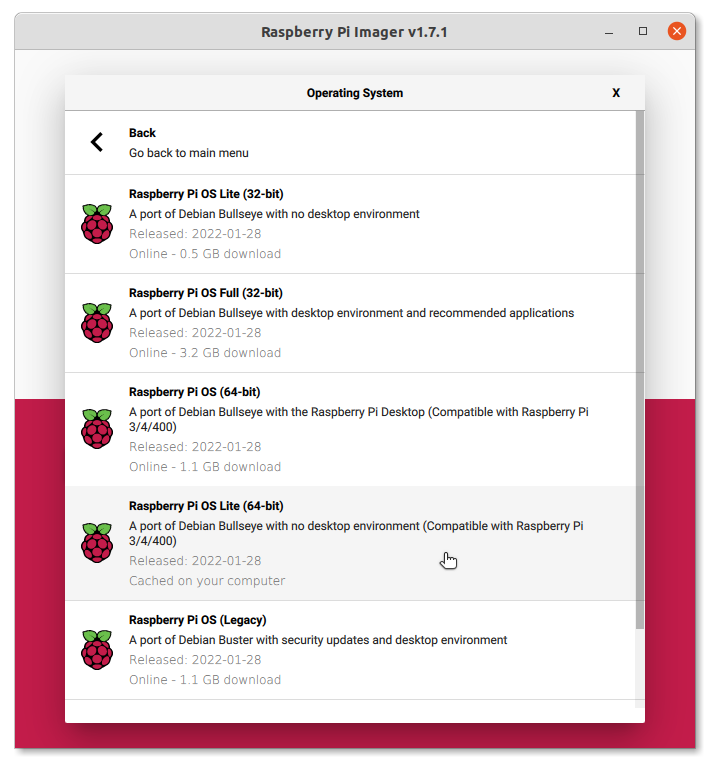 Raspberry Pi Imager v1.7.1
Operating System
X
Back
Go back to main menu
Raspberry Pi OS Lite (32-bit)
A port of Debian Bullseye with no desktop environment
Released: 2022-01-28
Online - 0.5 GB download
Raspberry Pi OS Full (32-bit)
A port of Debian Bullseye with desktop environment and recommended applications
Released: 2022-01-28
Online - 3.2 GB download
Raspberry Pi OS (64-bit)
A port of Debian Bullseye with the Raspberry Pi Desktop (Compatible with Raspberry Pi
3/4/400)
Released: 2022-01-28
Online - 1.1 GB download
Raspberry Pi OS Lite (64-bit)
A port of Debian Bullseye with no desktop environment (Compatible with Raspberry Pi
3/4/400)
Released: 2022-01-28
Cached on your computer
Raspberry Pi OS (Legacy)
A port of Debian Buster with security updates and desktop environment
Released: 2022-01-28
Online - 1.1 GB download